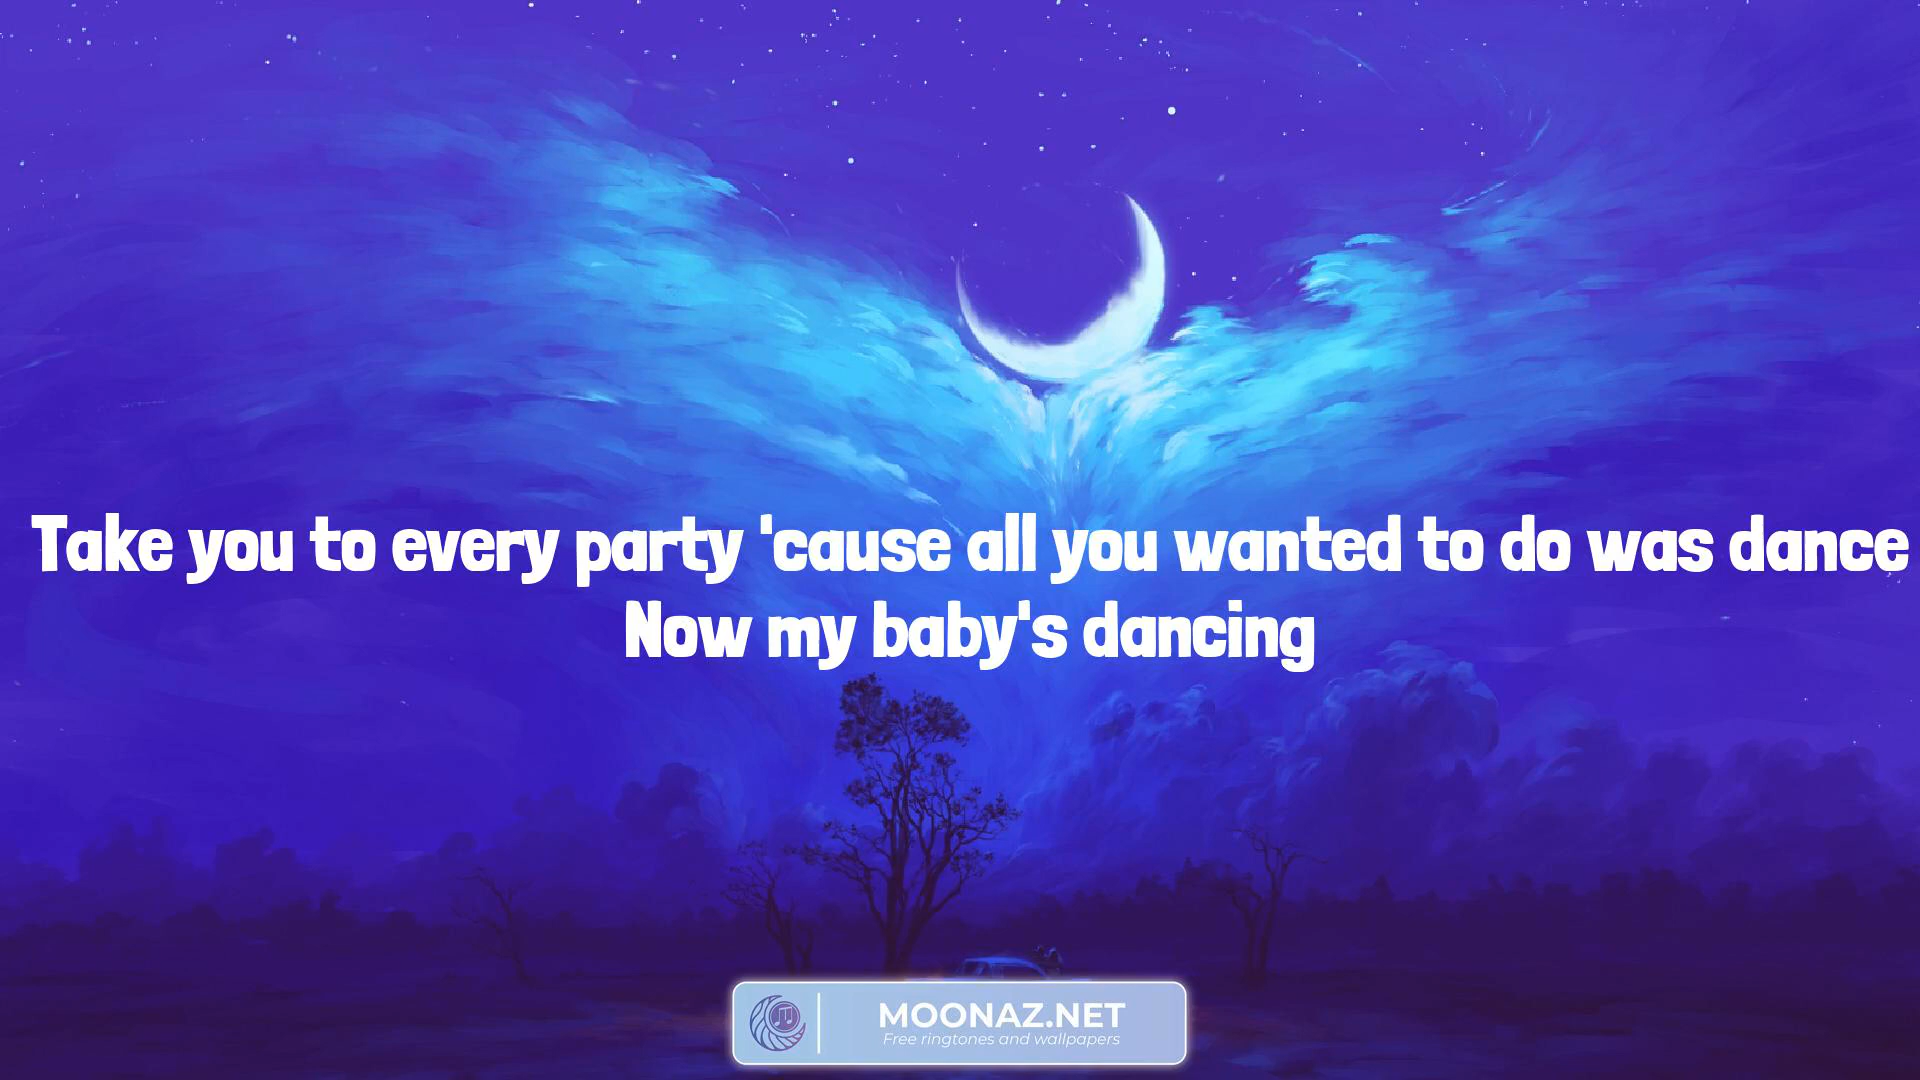 Take you to every party 'cause all you wanted to do was dance
Now my baby's dancing
MOONAZ.NET
Free ringtones and wallpapers